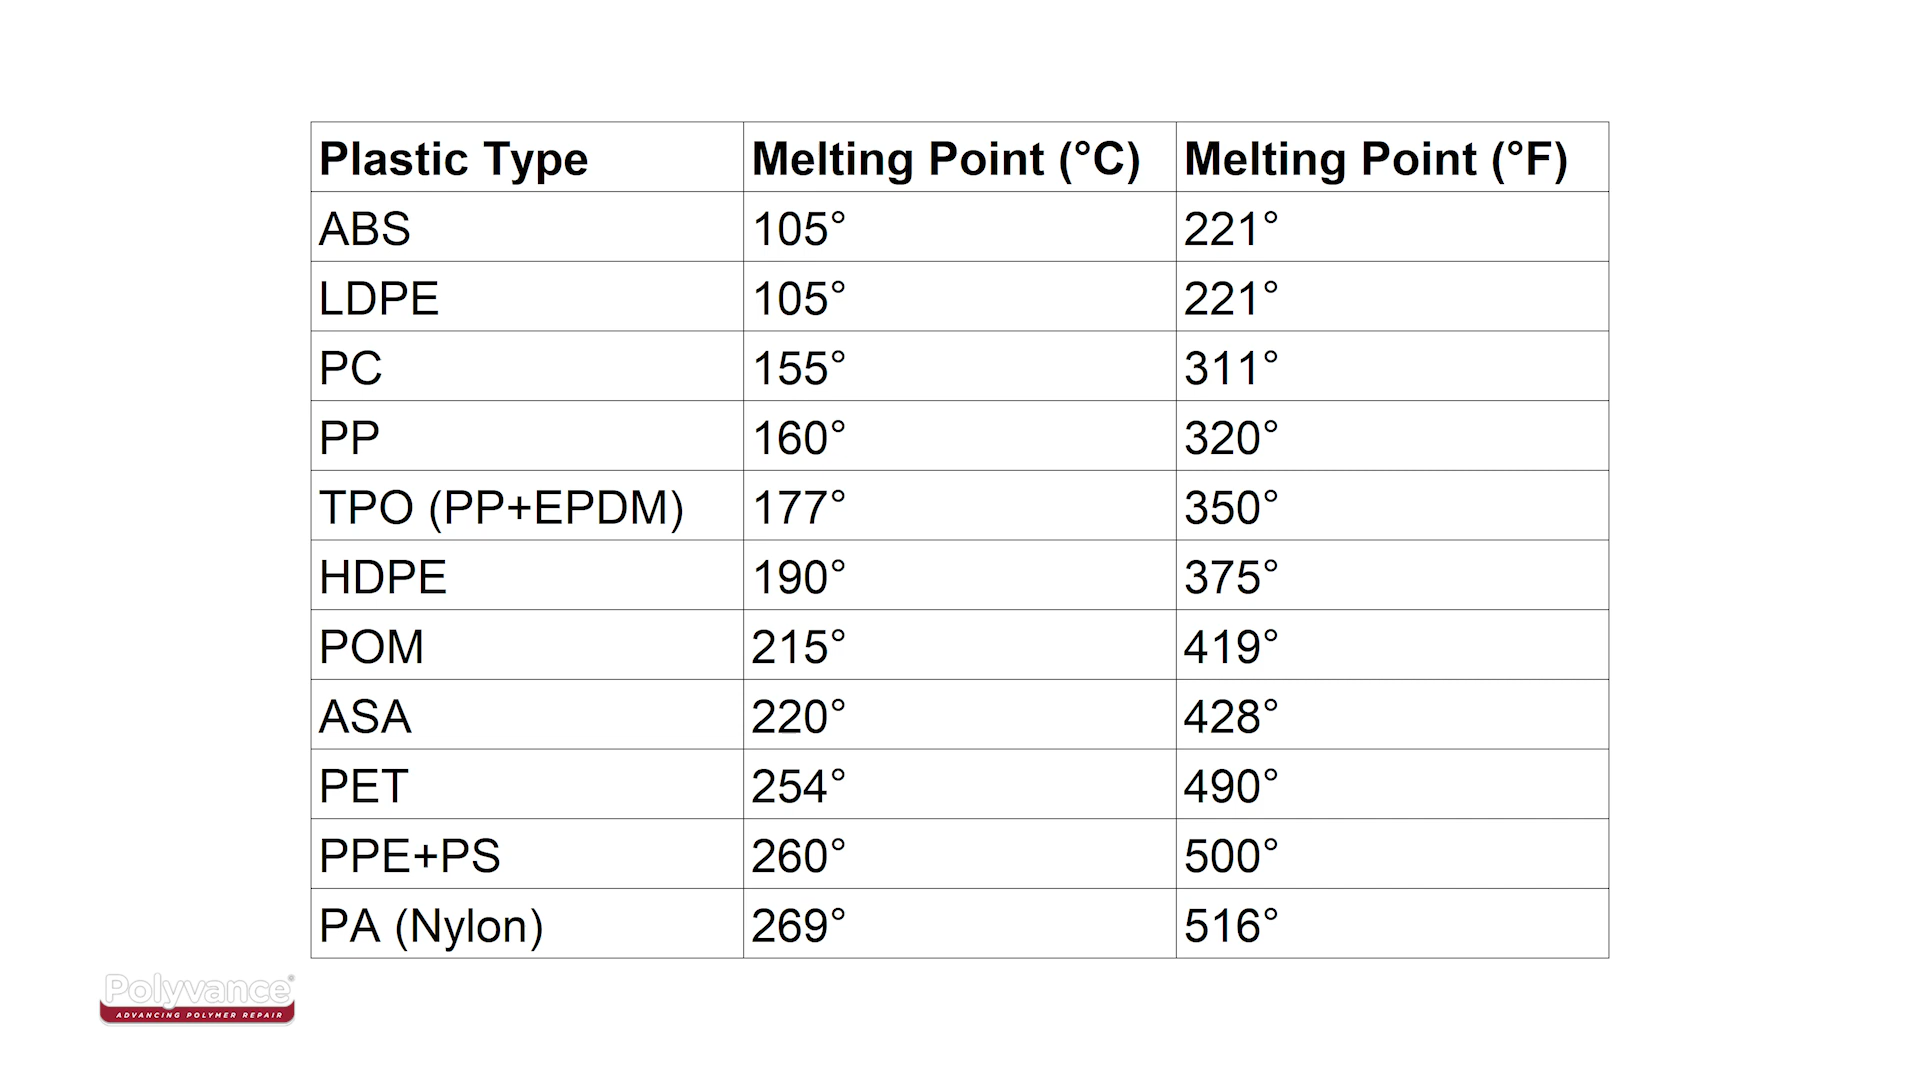 Plastic Type Melting Point (°C) Melting Point (°F)
ABS 105° 221°
LDPE 105° 221°
PC 155° 311°
PP 160° 320°
TPO (PP+EPDM) 177° 350°
HDPE 190° 375°
POM 215° 419°
ASA 220° 428°
PET 254° 490°
PPE+PS 260° 500°
PA (Nylon) 269° 516°
Polyvance®
ADVANCING POLYMER REPAIR